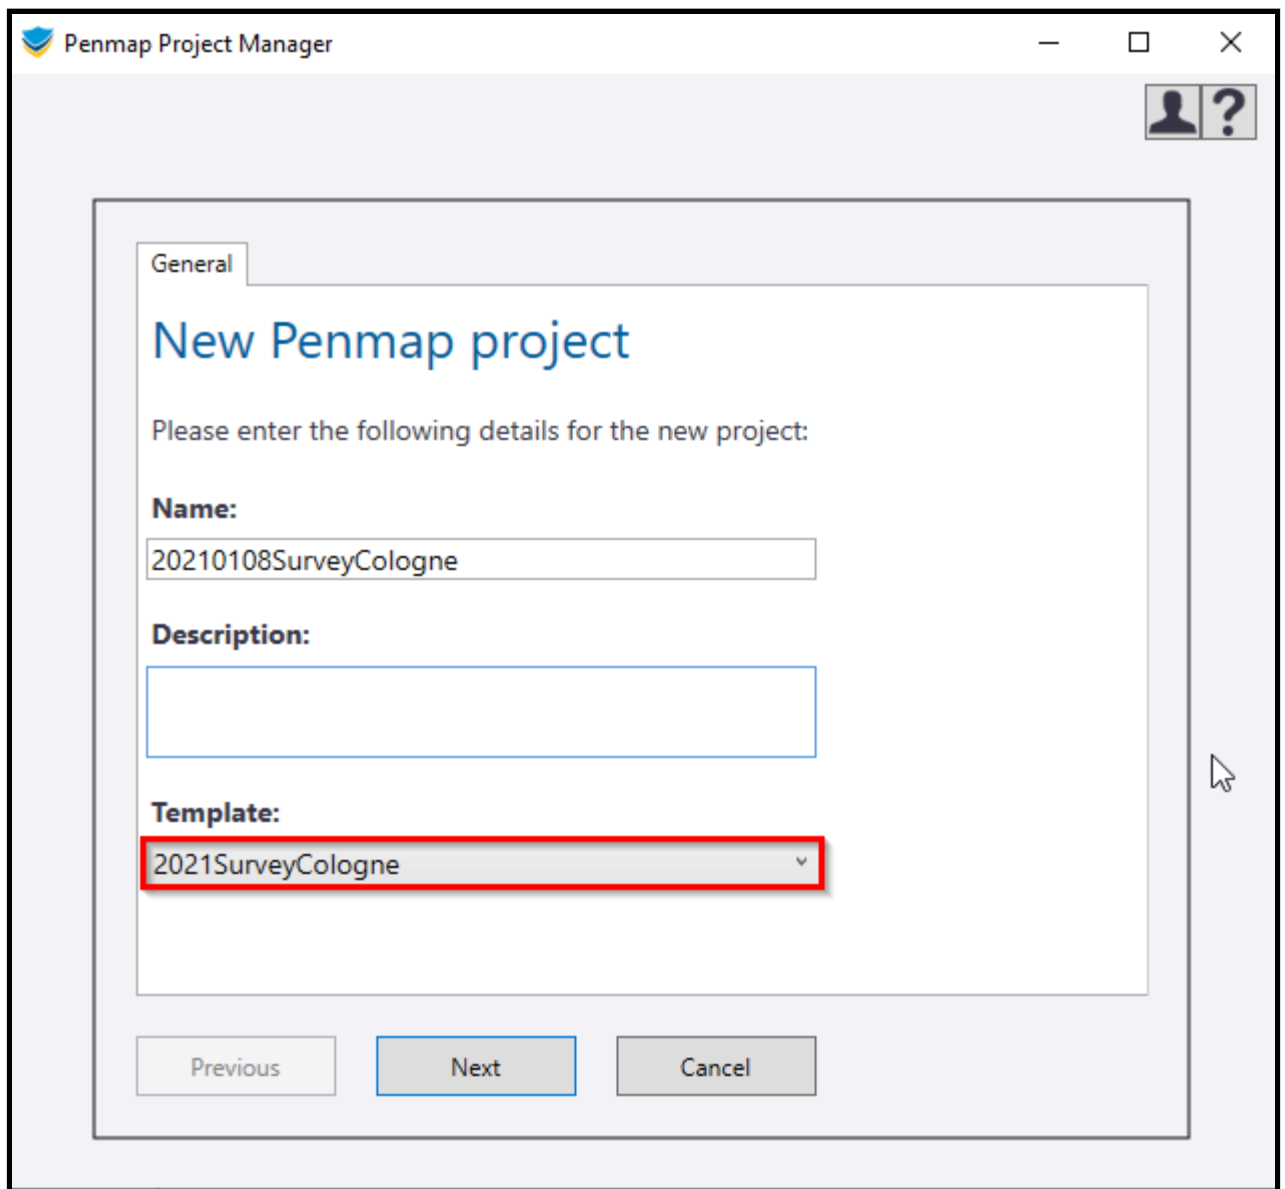 Penmap Project Manager
?
General
New Penmap project
Please enter the following details for the new project:
Name:
20210108SurveyCologne
Description:
Template:
2021SurveyCologne
Previous
Next
Cancel